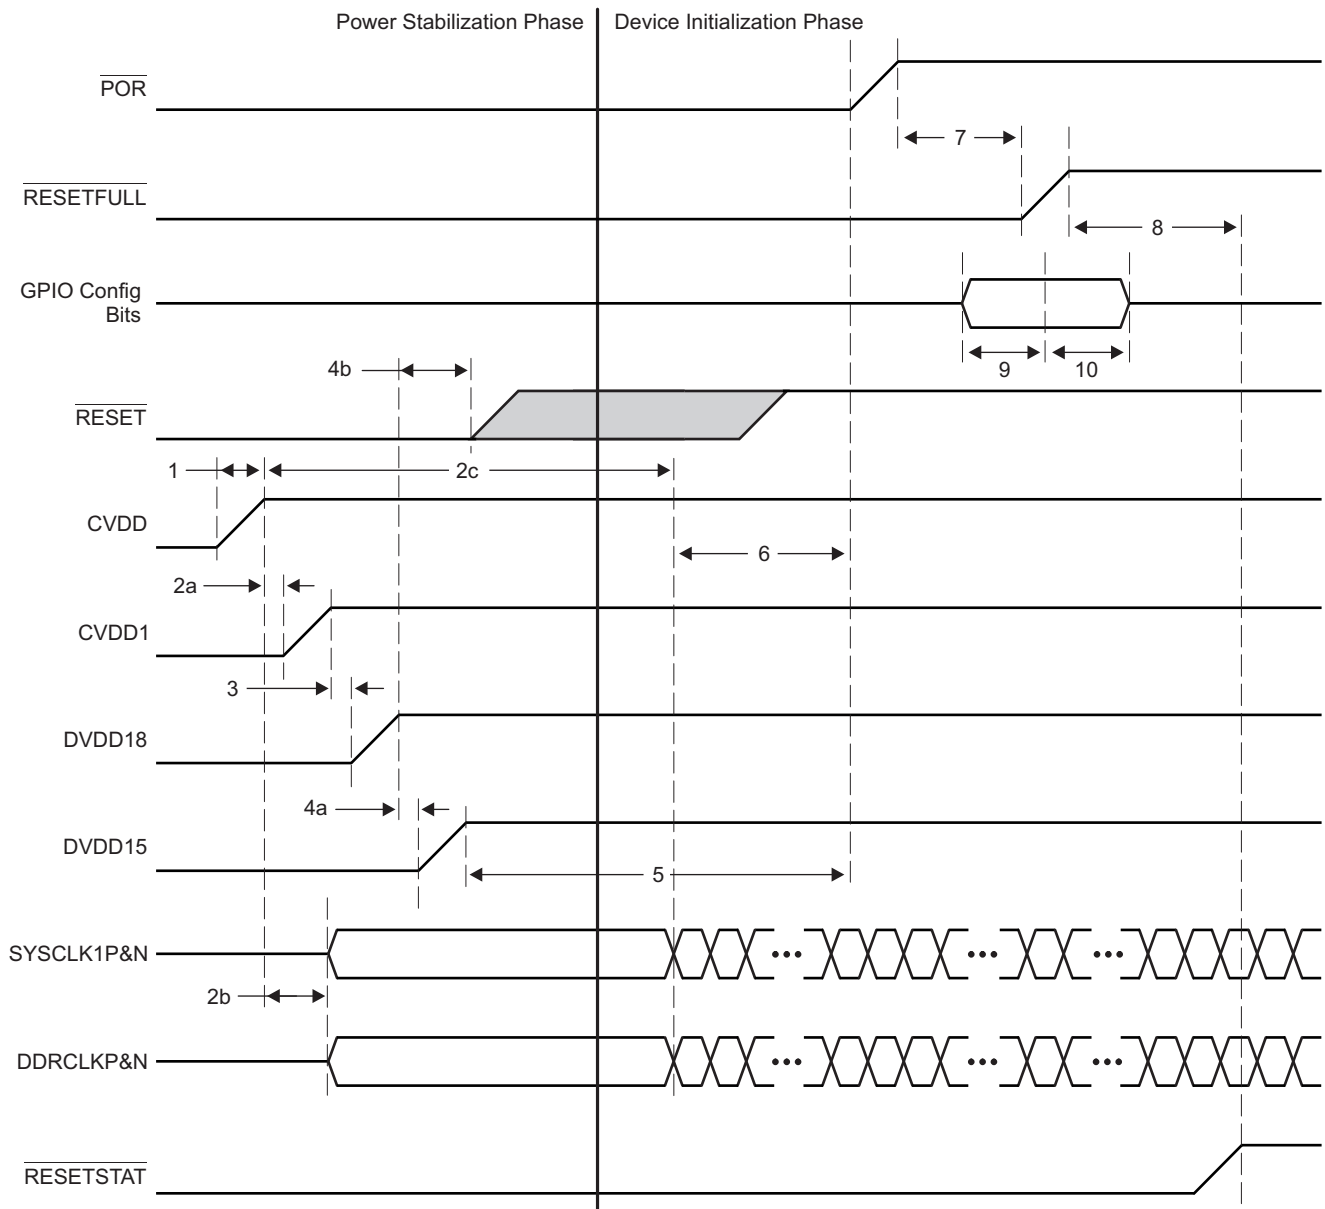 Power Stabilization Phase
Device Initialization Phase
POR
7
RESETFULL
8
GPIO Config
Bits
9
10
4b
RESET
1
2c
CVDD
6
2a
CVDD1
3
DVDD18
4a
DVDD15
5
SYSCLK1P&N
2b
DDRCLKP&N
RESETSTAT